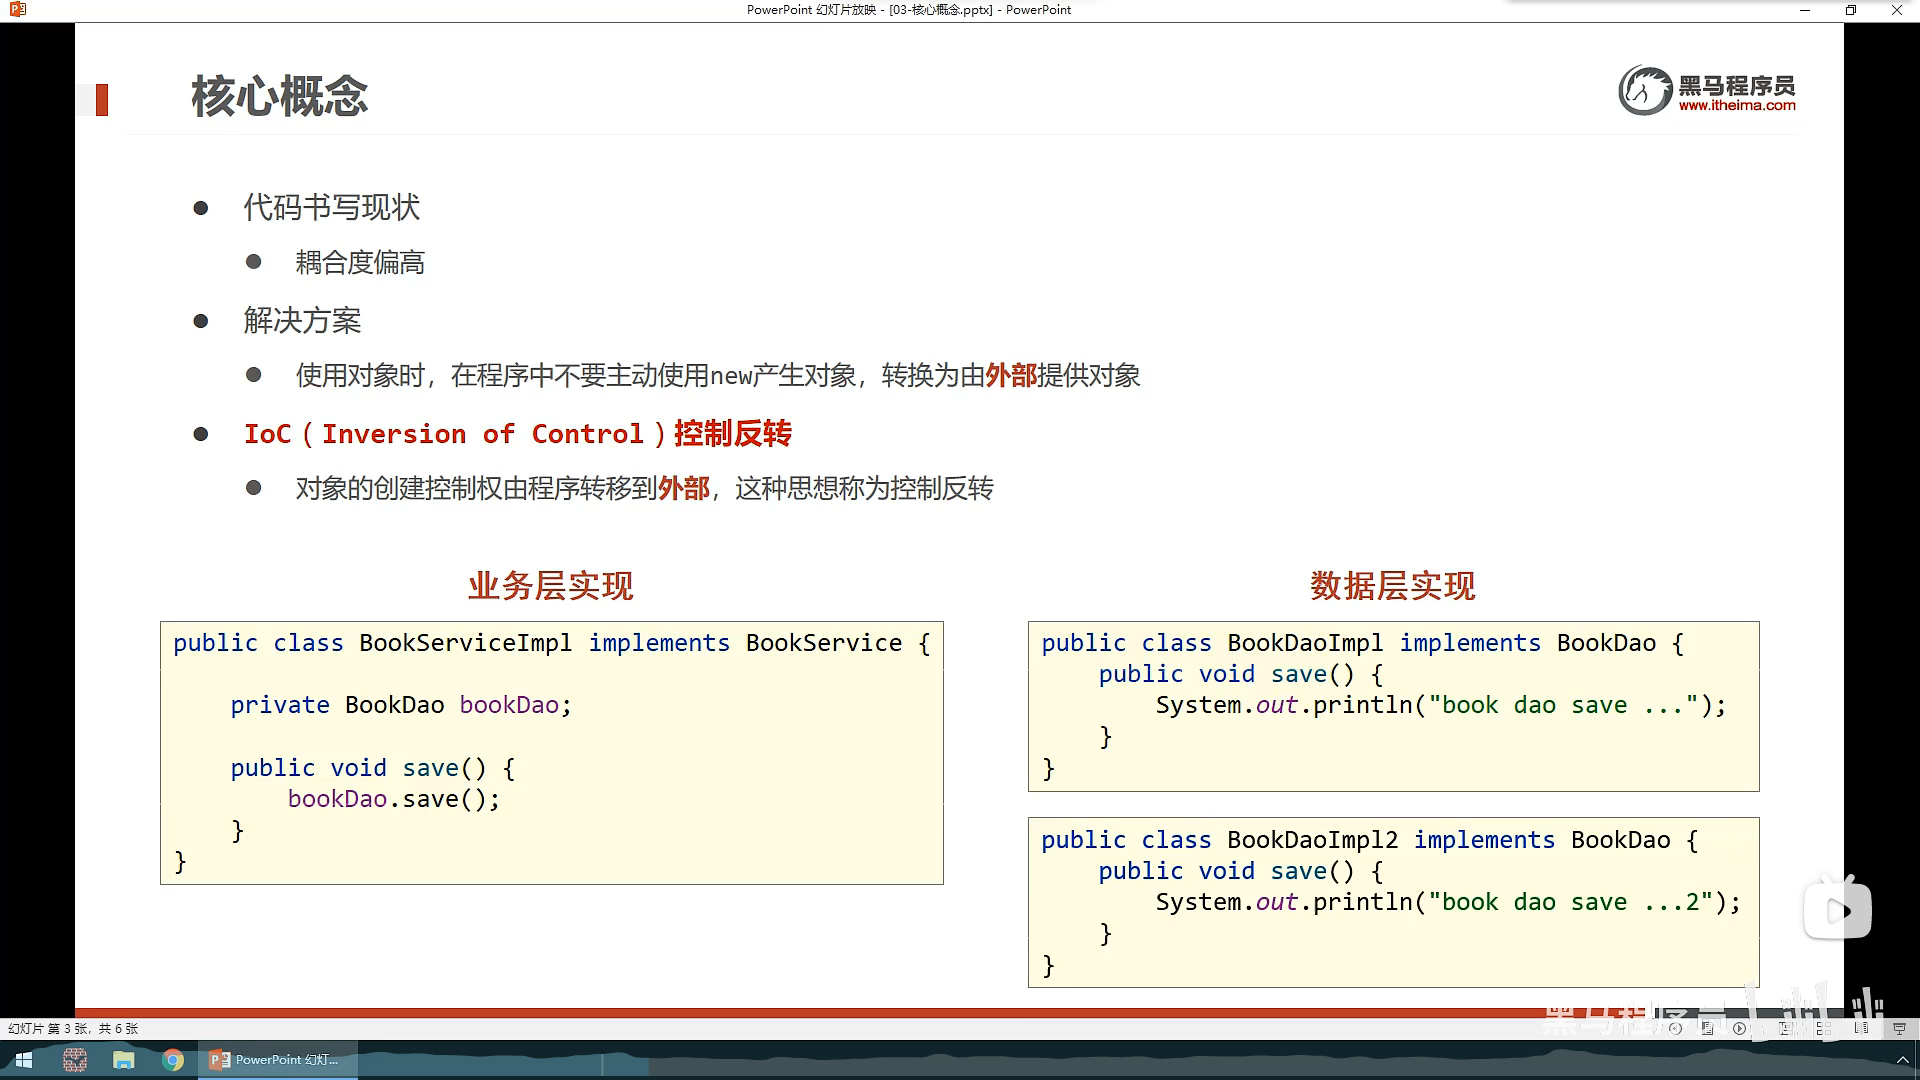 PowerPoint 幻灯片放映 - [03-核心概念.pptx] - PowerPoint
核心概念
黑马程序员
www.itheima.com
代码书写现状
耦合度偏高
解决方案
使用对象时，在程序中不要主动使用new产生对象，转换为由外部提供对象
IoC（Inversion of Control）控制反转
对象的创建控制权由程序转移到外部，这种思想称为控制反转
业务层实现
public class BookServiceImpl implements BookService {
private BookDao bookDao;
public void save() {
bookDao.save();
}
}
数据层实现
public class BookDaoImpl implements BookDao {
public void save() {
System.out.println("book dao save ...");
}
}
public class BookDaoImpl2 implements BookDao {
public void save() {
System.out.println("book dao save ...2");
}
}
黑马程序员
幻灯片 第 3 张，共 6 张
PowerPoint 幻灯...